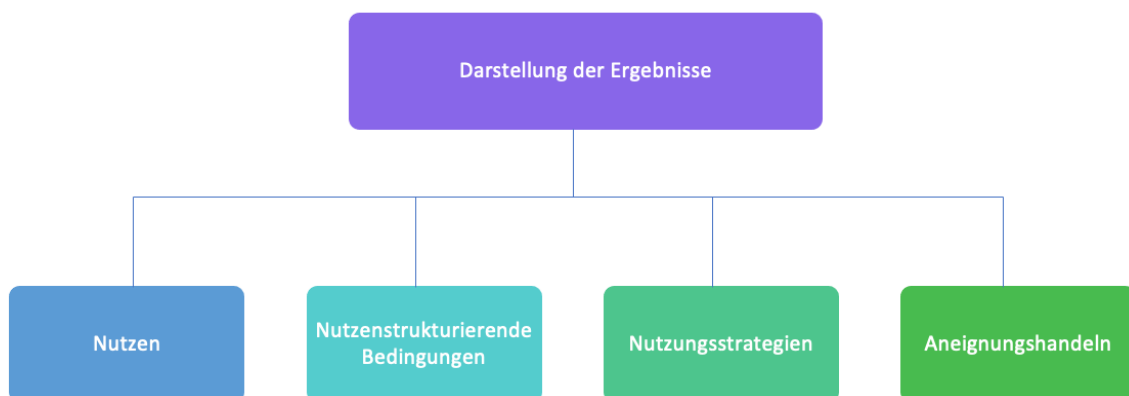 Darstellung der Ergebnisse
Nutzen
Nutzenstrukturierende
Bedingungen
Nutzungsstrategien
Aneignungshandeln